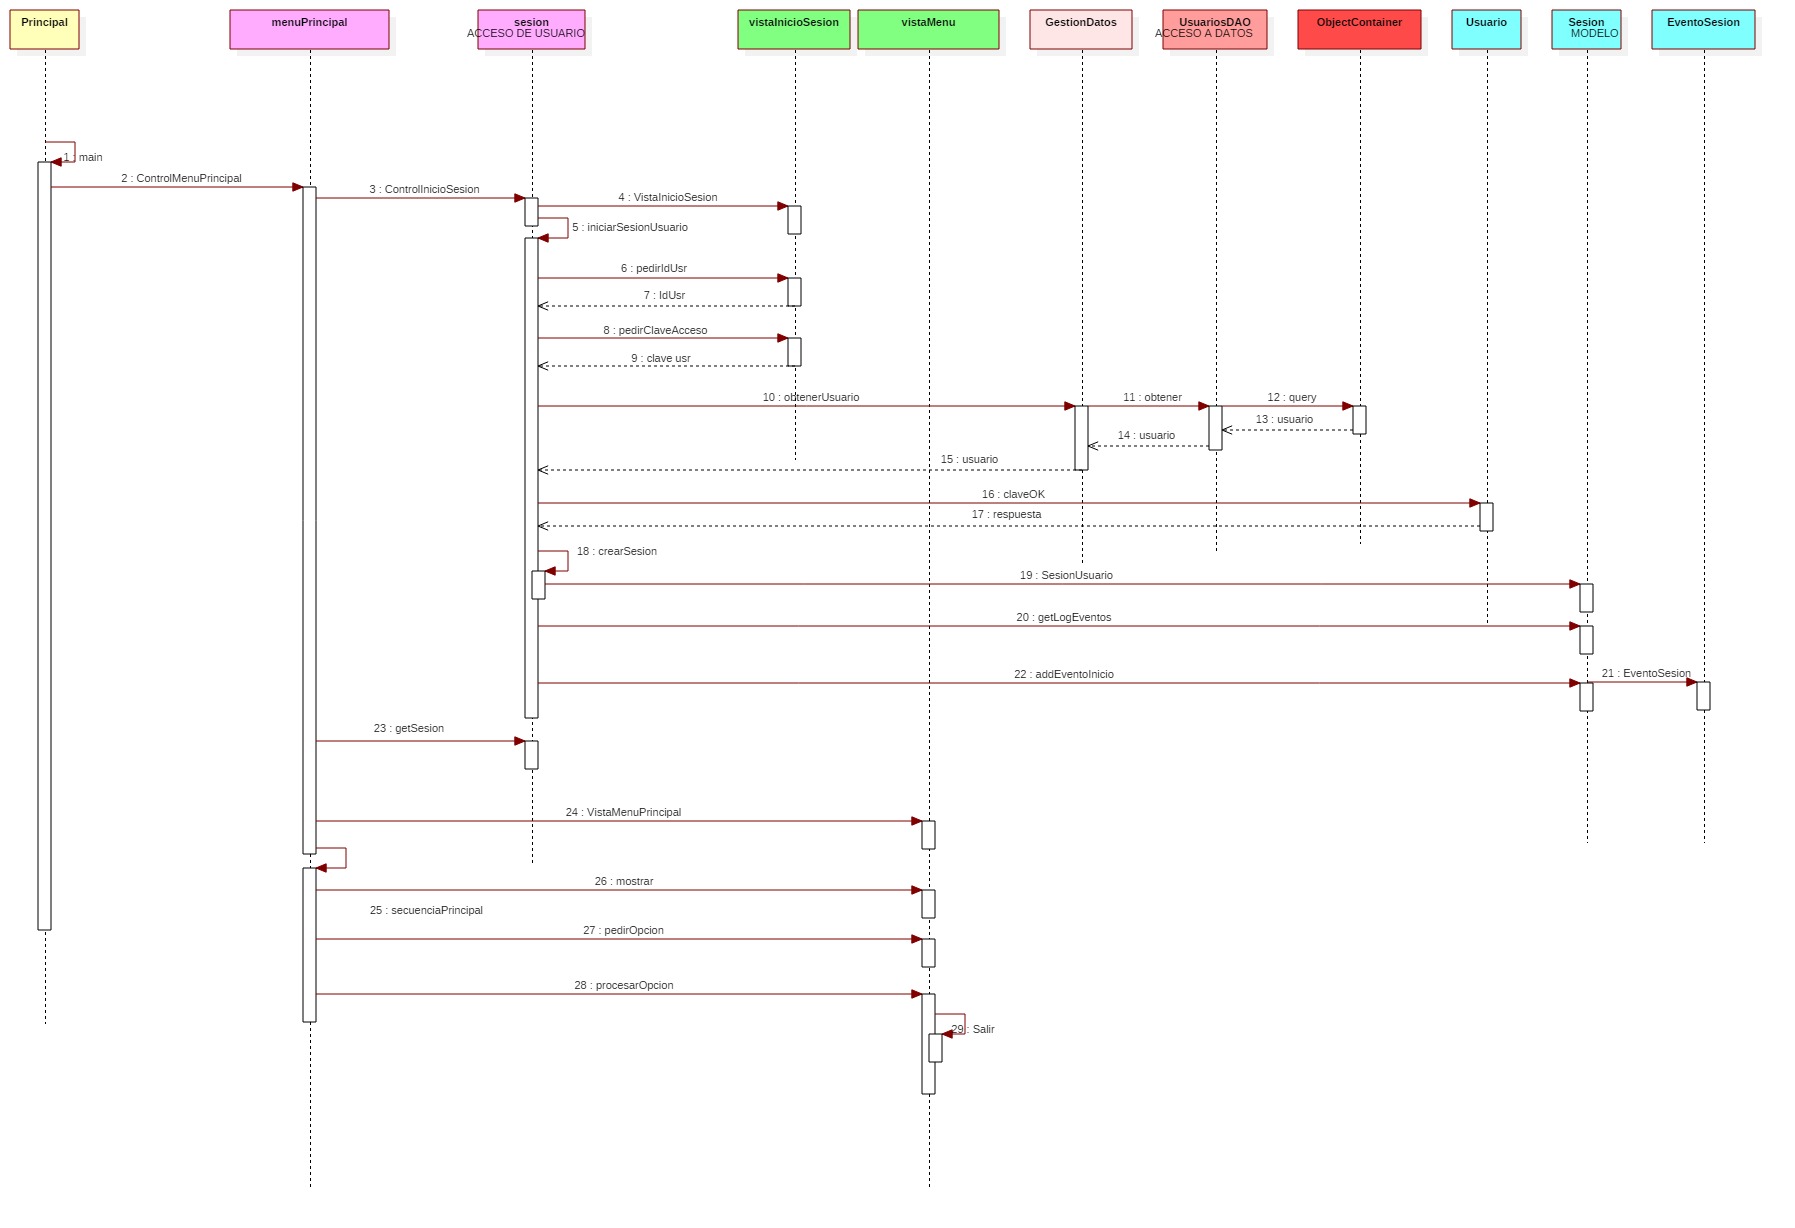 Principal
menuPrincipal
sesion
ACCESO DE USUARIO
vistaInicioSesion
vistaMenu
GestionDatos
UsuariosDAO
ACCESO A DATOS
ObjectContainer
Usuario
Sesion
MODELO
EventoSesion
1 : main
2 : ControlMenuPrincipal
3 : ControlInicioSesion
4 : VistaInicioSesion
5 : iniciarSesionUsuario
6 : pedirIdUsr
7 : IdUsr
8 : pedirClaveAcceso
9 : clave usr
10 : obtenerUsuario
11 : obtener
12 : query
13 : usuario
14 : usuario
15 : usuario
16 : claveOK
17 : respuesta
18 : crearSesion
19 : SesionUsuario
20 : getLogEventos
22 : addEventoInicio
21 : EventoSesion
23 : getSesion
24 : VistaMenuPrincipal
26 : mostrar
25 : secuenciaPrincipal
27 : pedirOpcion
28 : procesarOpcion
29 : Salir